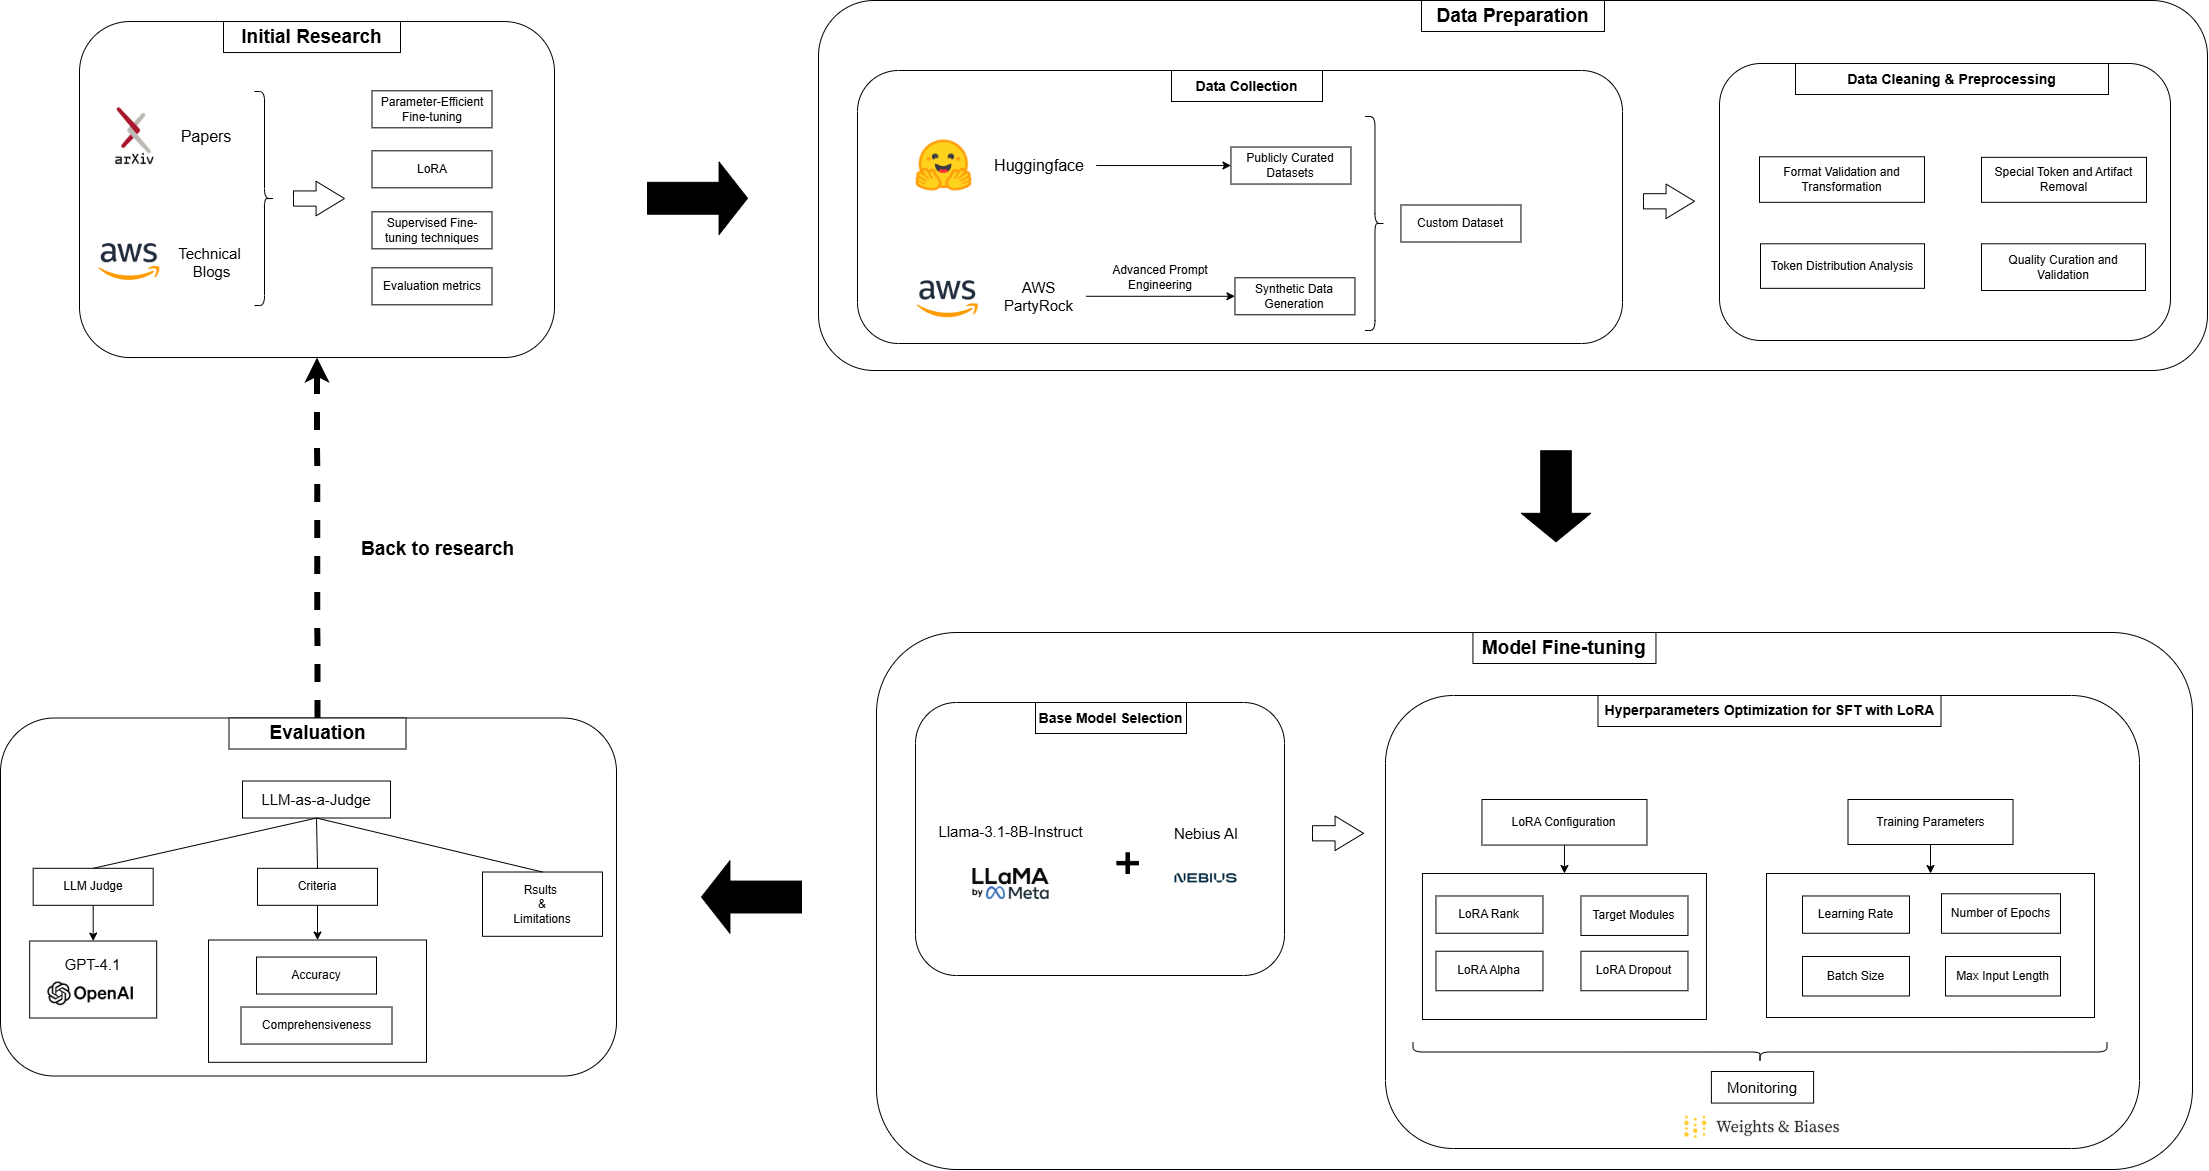 Initial Research
arXiv
Papers
aws
Technical
Blogs
Parameter-Efficient
Fine-tuning
LoRA
Supervised Fine-
tuning techniques
Evaluation metrics
Data Preparation
Data Collection
Huggingface
Publicly Curated
Datasets
aws
AWS
PartyRock
Advanced Prompt
Engineering
Synthetic Data
Generation
Custom Dataset
Data Cleaning & Preprocessing
Format Validation and
Transformation
Special Token and Artifact
Removal
Token Distribution Analysis
Quality Curation and
Validation
Model Fine-tuning
Base Model Selection
Llama-3.1-8B-Instruct
LLaMA
by Meta
+
Nebius AI
NEBIUS
Hyperparameters Optimization for SFT with LoRA
LoRA Configuration
LoRA Rank
Target Modules
LoRA Alpha
LoRA Dropout
Training Parameters
Learning Rate
Number of Epochs
Batch Size
Max Input Length
Monitoring
Weights & Biases
Evaluation
LLM-as-a-Judge
LLM Judge
GPT-4.1
OpenAI
Criteria
Accuracy
Comprehensiveness
Rsults
&
Limitations
Back to research